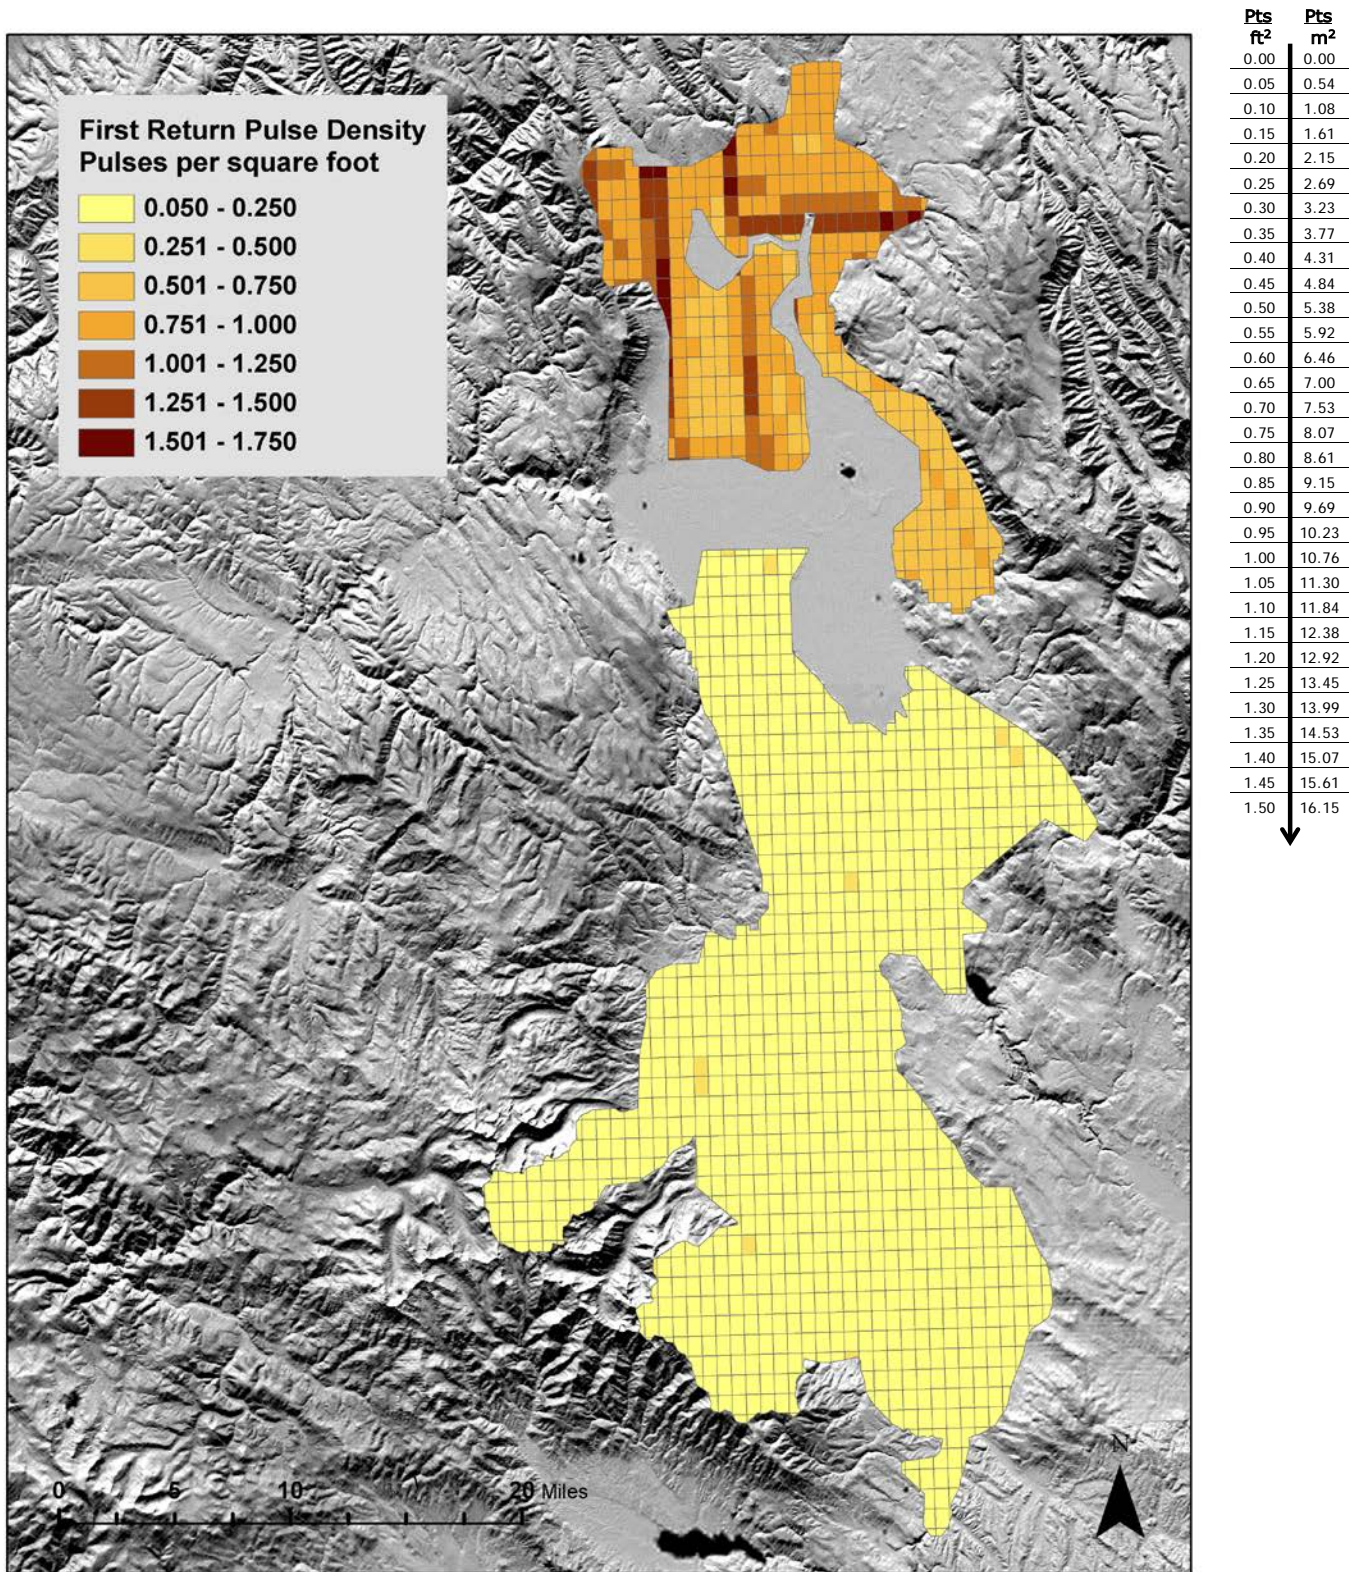 First Return Pulse Density
Pulses per square foot
0.050 - 0.250
0.251 - 0.500
0.501 - 0.750
0.751 - 1.000
1.001 - 1.250
1.251 - 1.500
1.501 - 1.750
0 5 10 20 Miles
N
Pts Pts
ft² m²
0.00 0.00
0.05 0.54
0.10 1.08
0.15 1.61
0.20 2.15
0.25 2.69
0.30 3.23
0.35 3.77
0.40 4.31
0.45 4.84
0.50 5.38
0.55 5.92
0.60 6.46
0.65 7.00
0.70 7.53
0.75 8.07
0.80 8.61
0.85 9.15
0.90 9.69
0.95 10.23
1.00 10.76
1.05 11.30
1.10 11.84
1.15 12.38
1.20 12.92
1.25 13.45
1.30 13.99
1.35 14.53
1.40 15.07
1.45 15.61
1.50 16.15